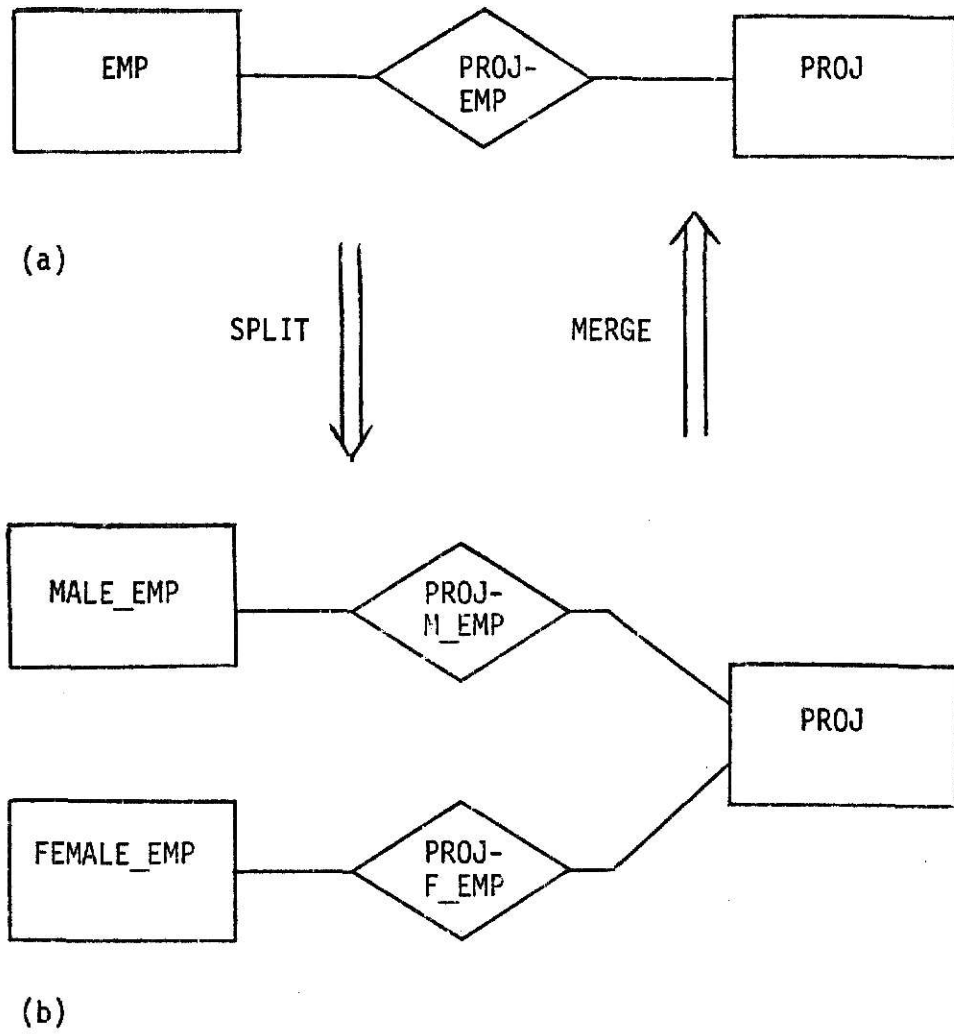 EMP
PROJ-
EMP
PROJ
(a)
SPLIT
MERGE
MALE_EMP
PROJ-
M_EMP
PROJ
FEMALE_EMP
PROJ-
F_EMP
(b)